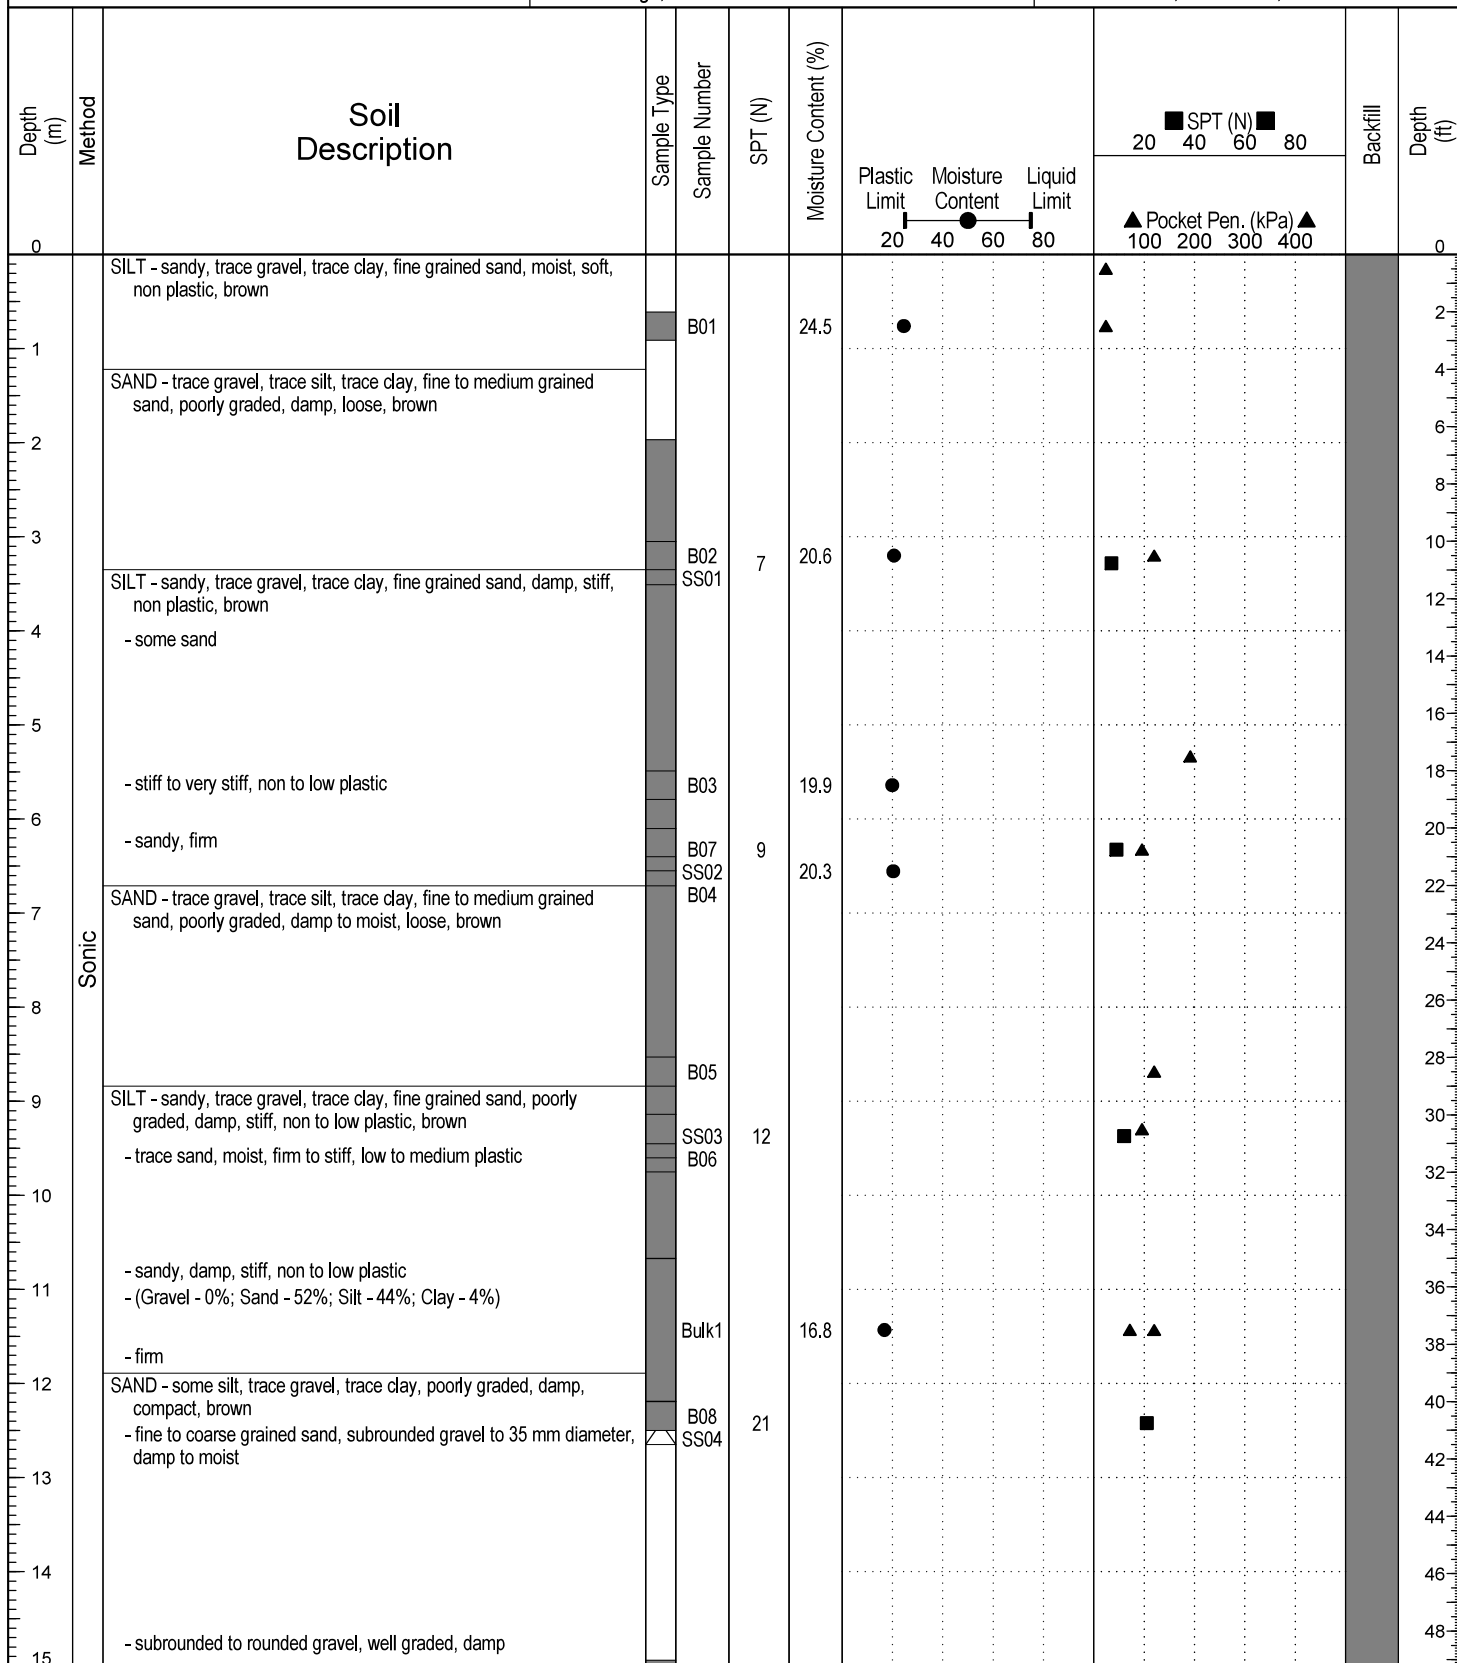 Depth
(m)
Method
Soil
Description
Sample Type
Sample Number
SPT (N)
Moisture Content (%)
Plastic Limit
Moisture Content
Liquid Limit
20 40 60 80
■ SPT (N) ■
20 40 60 80
▲ Pocket Pen. (kPa) ▲
100 200 300 400
Backfill
Depth
(ft)
0
0
SILT - sandy, trace gravel, trace clay, fine grained sand, moist, soft,
non plastic, brown
2
B01 24.5
1
4
SAND - trace gravel, trace silt, trace clay, fine to medium grained
sand, poorly graded, damp, loose, brown
6
2
8
3
10
B02 7 20.6
SILT - sandy, trace gravel, trace clay, fine grained sand, damp, stiff,
SS01
non plastic, brown
12
4
- some sand
14
16
5
18
- stiff to very stiff, non to low plastic
B03 19.9
6
20
- sandy, firm
B07 9
SS02 20.3
22
SAND - trace gravel, trace silt, trace clay, fine to medium grained
B04
sand, poorly graded, damp to moist, loose, brown
7
24
Sonic
26
8
28
B05
9
SILT - sandy, trace gravel, trace clay, fine grained sand, poorly
30
graded, damp, stiff, non to low plastic, brown
SS03 12
- trace sand, moist, firm to stiff, low to medium plastic
B06
32
10
34
- sandy, damp, stiff, non to low plastic
11
36
- (Gravel - 0%; Sand - 52%; Silt - 44%; Clay - 4%)
Bulk1 16.8
38
- firm
12
SAND - some silt, trace gravel, trace clay, poorly graded, damp,
40
compact, brown
B08 21
- fine to coarse grained sand, subrounded gravel to 35 mm diameter,
SS04
damp to moist
42
13
44
14
46
- subrounded to rounded gravel, well graded, damp
48
15